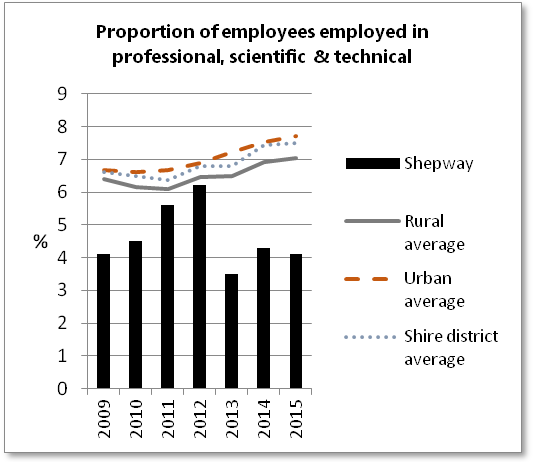 Proportion of employees employed in
professional, scientific & technical
9
8
7
6
5
4
3
2
1
0
%
2009
2010
2011
2012
2013
2014
2015
Shepway
Rural
average
Urban
average
Shire district
average